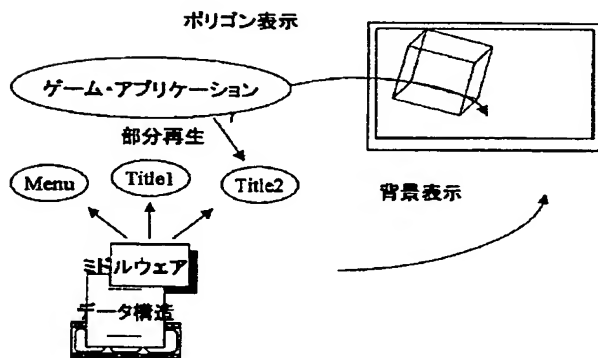 ポリゴン表示
ゲーム・アプリケーション
部分再生
Menu
Title1
Title2
背景表示
ミドルウェア
データ構造